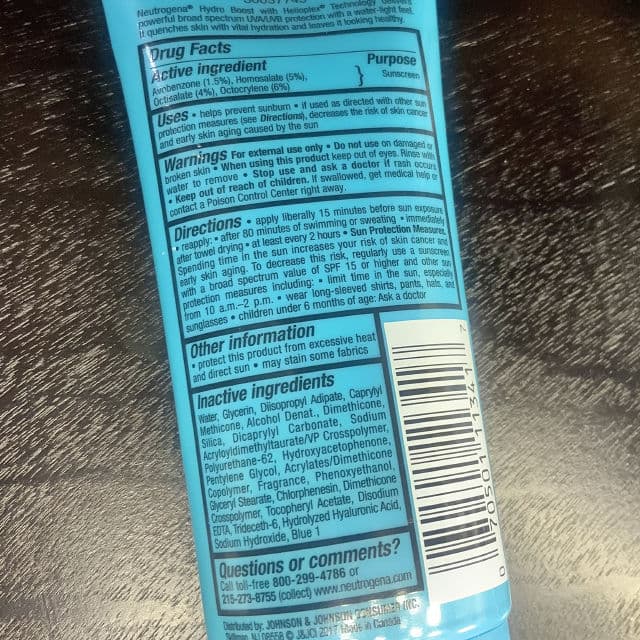 Neutrogena® Hydro Boost with Helioplex® Technology delivers
powerful broad spectrum UVA/UVB protection with a water-light feel.
It quenches skin with vital hydration and leaves it looking healthy.
Drug Facts
Active ingredient Purpose
Avobenzone (1.5%), Homosalate (5%),
Octisalate (4%), Octocrylene (6%) } Sunscreen
Uses • helps prevent sunburn • if used as directed with other sun
protection measures (see Directions), decreases the risk of skin cancer
and early skin aging caused by the sun
Warnings For external use only • Do not use on damaged or
broken skin • When using this product keep out of eyes. Rinse with
water to remove • Stop use and ask a doctor if rash occurs
• Keep out of reach of children. If swallowed, get medical help or
contact a Poison Control Center right away.
Directions • apply liberally 15 minutes before sun exposure
• reapply: • after 80 minutes of swimming or sweating • immediately
after towel drying • at least every 2 hours • Sun Protection Measures.
Spending time in the sun increases your risk of skin cancer and
early skin aging. To decrease this risk, regularly use a sunscreen
with a broad spectrum value of SPF 15 or higher and other sun
protection measures including: • limit time in the sun, especially
from 10 a.m.–2 p.m. • wear long-sleeved shirts, pants, hats, and
sunglasses • children under 6 months of age: Ask a doctor
Other information
• protect this product from excessive heat
and direct sun • may stain some fabrics
Inactive ingredients
Water, Glycerin, Diisopropyl Adipate, Caprylyl
Methicone, Alcohol Denat., Dimethicone,
Silica, Dicaprylyl Carbonate, Sodium
Acryloyldimethyltaurate/VP Crosspolymer,
Polyurethane-62, Hydroxyacetophenone,
Pentylene Glycol, Acrylates/Dimethicone
Copolymer, Fragrance, Phenoxyethanol,
Glyceryl Stearate, Chlorphenesin, Dimethicone
Crosspolymer, Tocopheryl Acetate, Disodium
EDTA, Trideceth-6, Hydrolyzed Hyaluronic Acid,
Sodium Hydroxide, Blue 1
0 70501 11341 7
Questions or comments?
Call toll-free 800-299-4786 or
215-273-8755 (collect) www.neutrogena.com
Distributed by: JOHNSON & JOHNSON CONSUMER INC.
Skillman, NJ 08558 © J&JCI 2017 Made in Canada